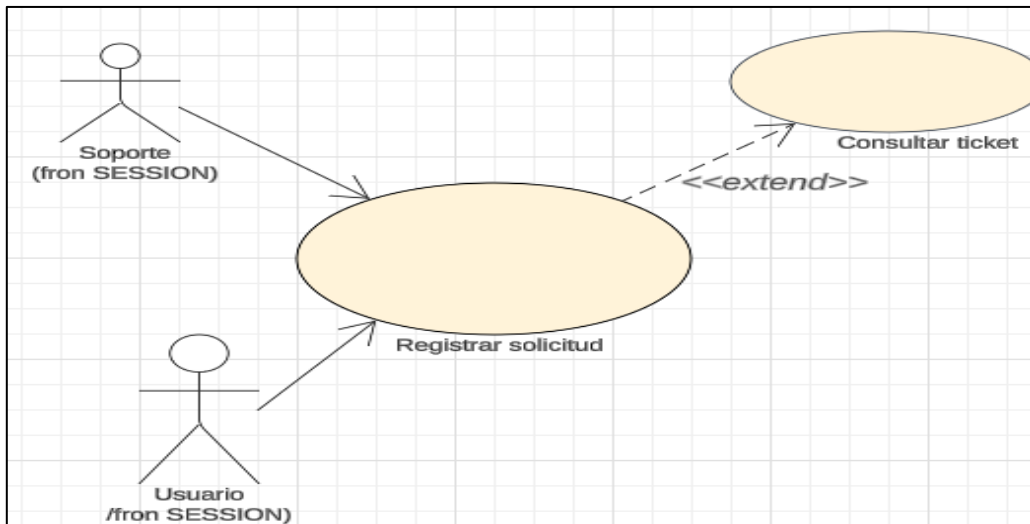 Soporte
(fron SESSION)
Consultar ticket
<<extend>>
Registrar solicitud
Usuario
/fron SESSION)